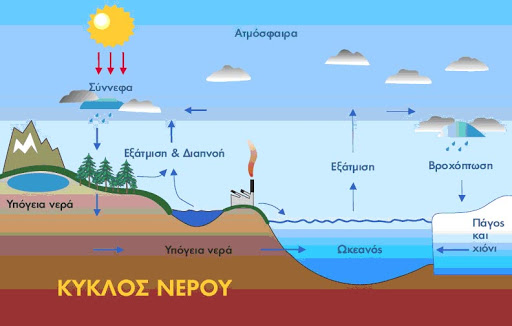 Ατμόσφαιρα
Σύννεφα
Εξάτμιση & Διαπνοή
Εξάτμιση
Βροχόπτωση
Υπόγεια νερά
Πάγος
και
χιόνι
Υπόγεια νερά
Ωκεανός
ΚΥΚΛΟΣ ΝΕΡΟΥ